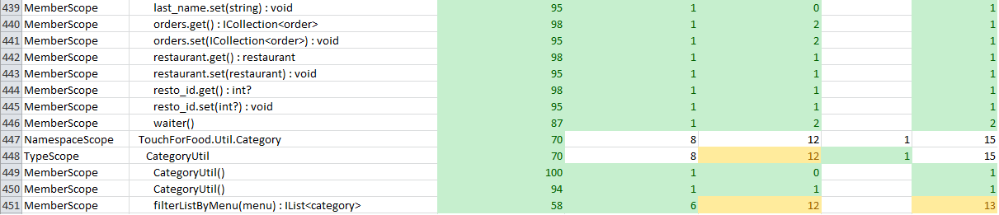 439 MemberScope last_name.set(string) : void 95 1 0 1
440 MemberScope orders.get() : ICollection<order> 98 1 2 1
441 MemberScope orders.set(ICollection<order>) : void 95 1 2 1
442 MemberScope restaurant.get() : restaurant 98 1 1 1
443 MemberScope restaurant.set(restaurant) : void 95 1 1 1
444 MemberScope resto_id.get() : int? 98 1 1 1
445 MemberScope resto_id.set(int?) : void 95 1 1 1
446 MemberScope waiter() 87 1 2 2
447 NamespaceScope TouchForFood.Util.Category 70 8 12 1 15
448 TypeScope CategoryUtil 70 8 12 1 15
449 MemberScope CategoryUtil() 100 1 0 1
450 MemberScope CategoryUtil() 94 1 1 1
451 MemberScope filterListByMenu(menu) : IList<category> 58 6 12 13